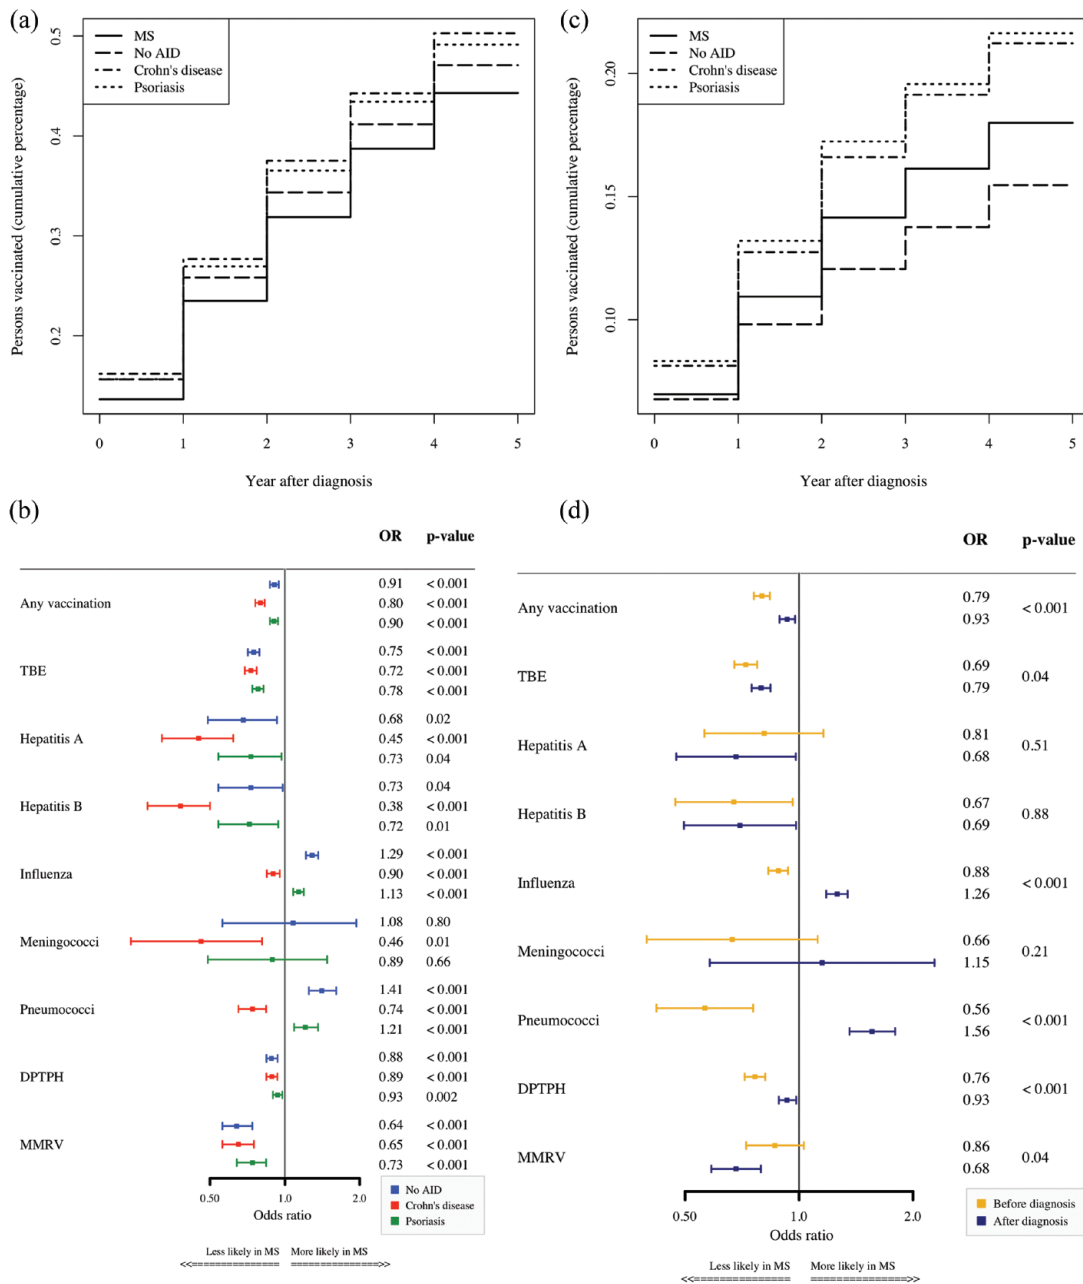 (a)
MS
No AID
Crohn's disease
Psoriasis
Persons vaccinated (cumulative percentage)
0.5
0.4
0.3
0.2
0 1 2 3 4 5
Year after diagnosis
(c)
MS
No AID
Crohn's disease
Psoriasis
Persons vaccinated (cumulative percentage)
0.20
0.15
0.10
0 1 2 3 4 5
Year after diagnosis
(b)
OR p-value
0.91 < 0.001
Any vaccination 0.80 < 0.001
0.90 < 0.001
0.75 < 0.001
TBE 0.72 < 0.001
0.78 < 0.001
0.68 0.02
Hepatitis A 0.45 < 0.001
0.73 0.04
0.73 0.04
Hepatitis B 0.38 < 0.001
0.72 0.01
1.29 < 0.001
Influenza 0.90 < 0.001
1.13 < 0.001
1.08 0.80
Meningococci 0.46 0.01
0.89 0.66
1.41 < 0.001
Pneumococci 0.74 < 0.001
1.21 < 0.001
0.88 < 0.001
DPTPH 0.89 < 0.001
0.93 0.002
0.64 < 0.001
MMRV 0.65 < 0.001
0.73 < 0.001
0.50 1.0 2.0
Odds ratio
No AID
Crohn's disease
Psoriasis
Less likely in MS More likely in MS
<<============== ==============>>
(d)
OR p-value
0.79
Any vaccination < 0.001
0.93
0.69
TBE 0.04
0.79
0.81
Hepatitis A 0.51
0.68
0.67
Hepatitis B 0.88
0.69
0.88
Influenza < 0.001
1.26
0.66
Meningococci 0.21
1.15
0.56
Pneumococci < 0.001
1.56
0.76
DPTPH < 0.001
0.93
0.86
MMRV 0.04
0.68
0.50 1.0 2.0
Odds ratio
Before diagnosis
After diagnosis
Less likely in MS More likely in MS
<<============== ==============>>